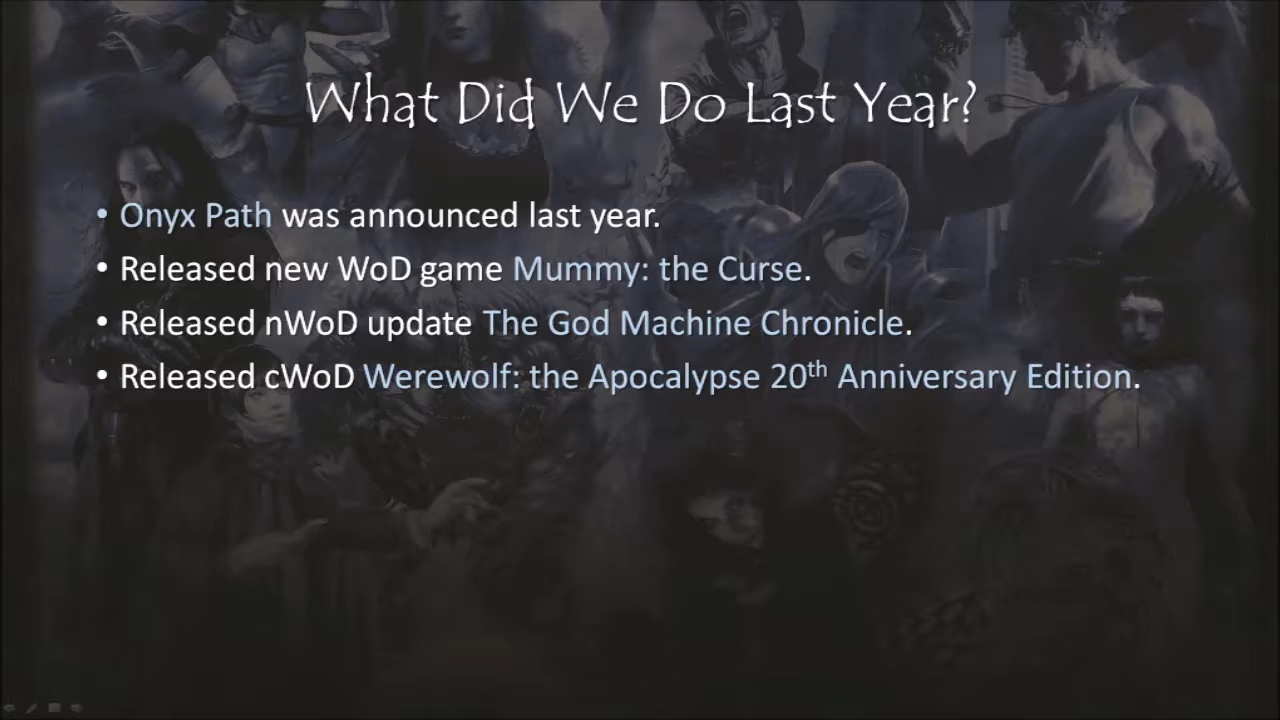 What Did We Do Last Year?
• Onyx Path was announced last year.
• Released new WoD game Mummy: the Curse.
• Released nWoD update The God Machine Chronicle.
• Released cWoD Werewolf: the Apocalypse 20th Anniversary Edition.